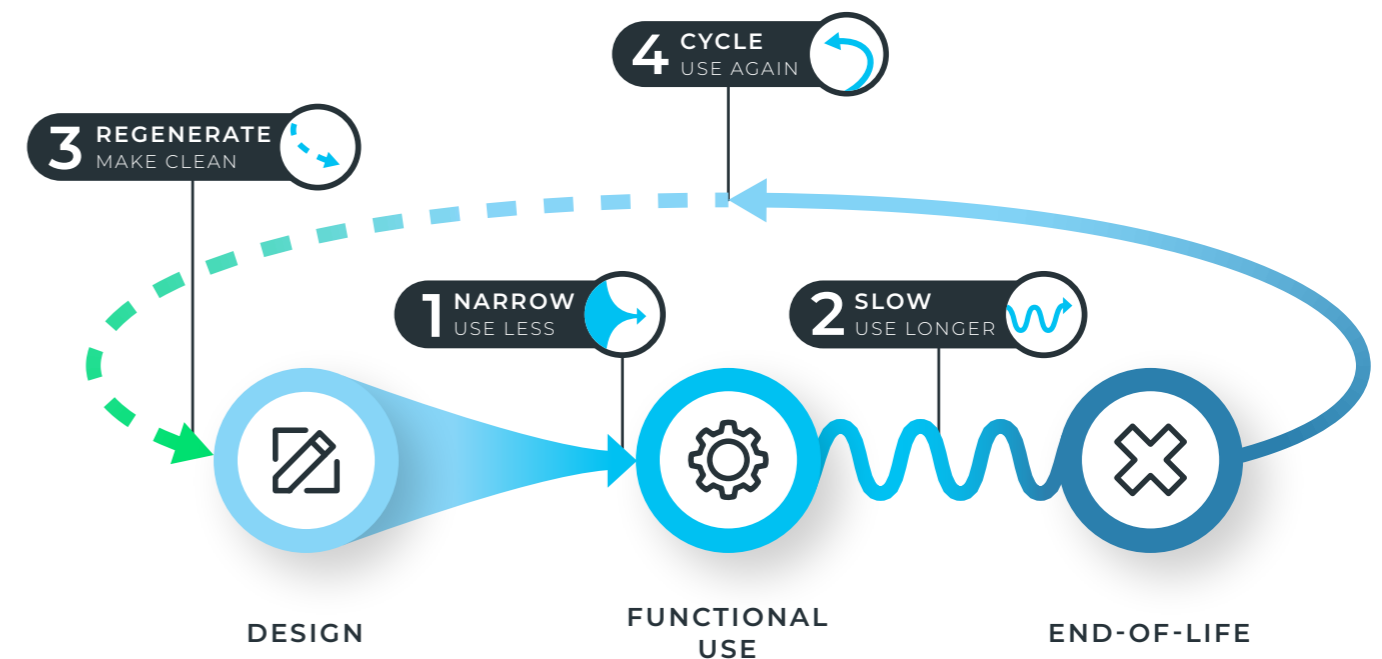 4 CYCLE
USE AGAIN
3 REGENERATE
MAKE CLEAN
1 NARROW
USE LESS
2 SLOW
USE LONGER
DESIGN
FUNCTIONAL
USE
END-OF-LIFE